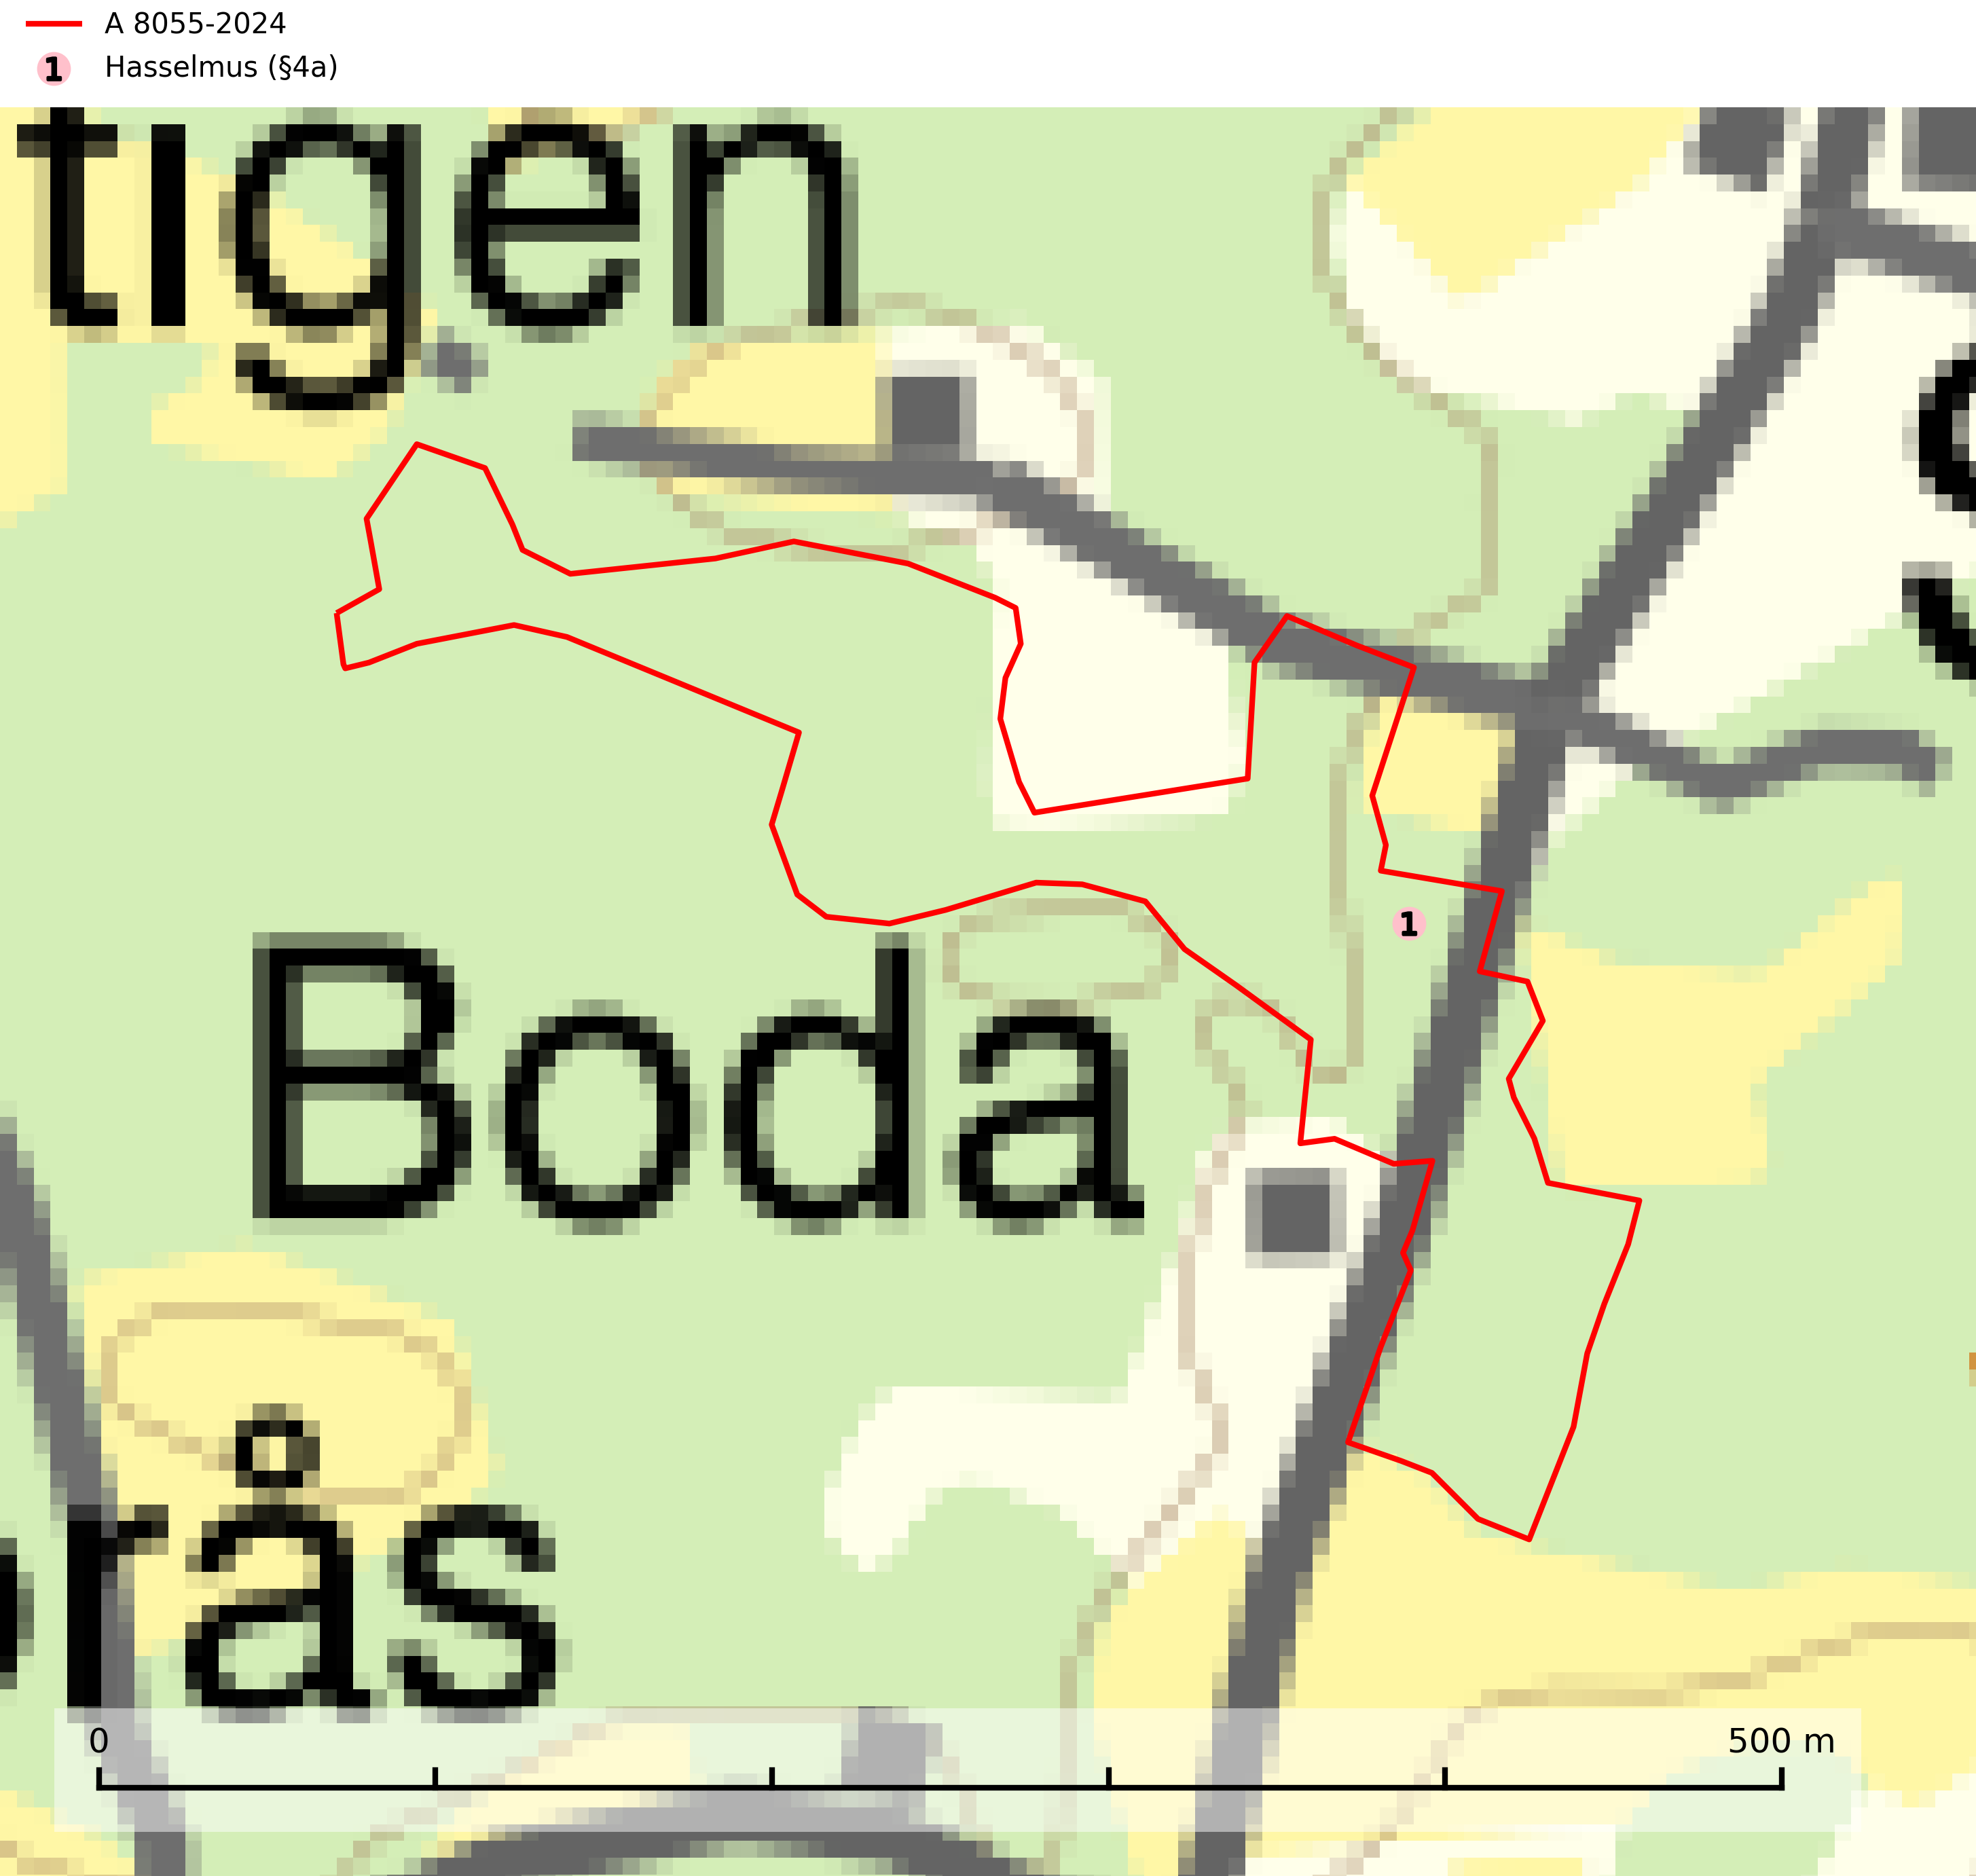 A 8055-2024
1 Hasselmus (§4a)
tigen
1
Boda
rås
0 500 m